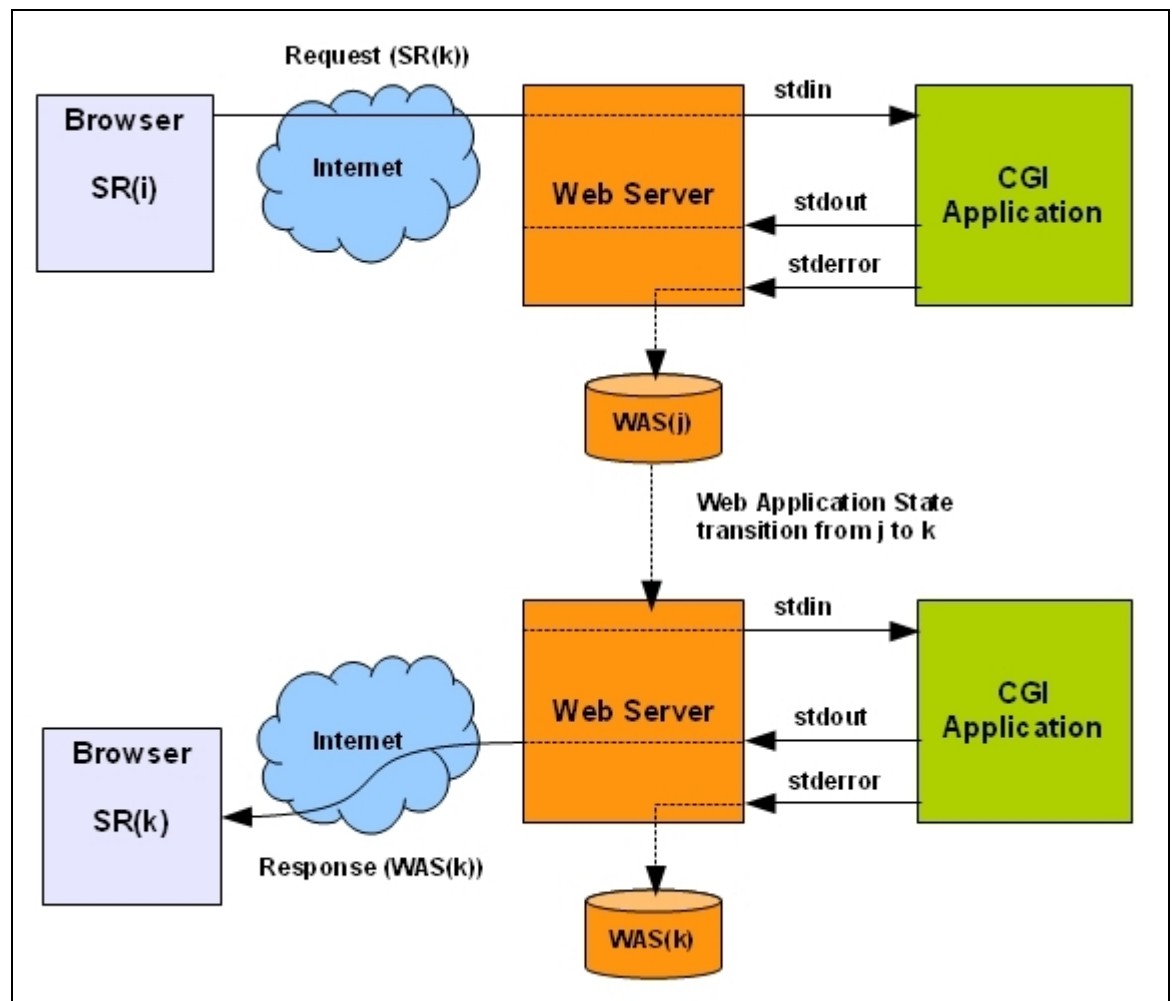 Request (SR(k))
Browser
SR(i)
Internet
Web Server
stdin
stdout
stderror
CGI
Application
WAS(j)
Web Application State
transition from j to k
Browser
SR(k)
Internet
Response (WAS(k))
Web Server
stdin
stdout
stderror
CGI
Application
WAS(k)